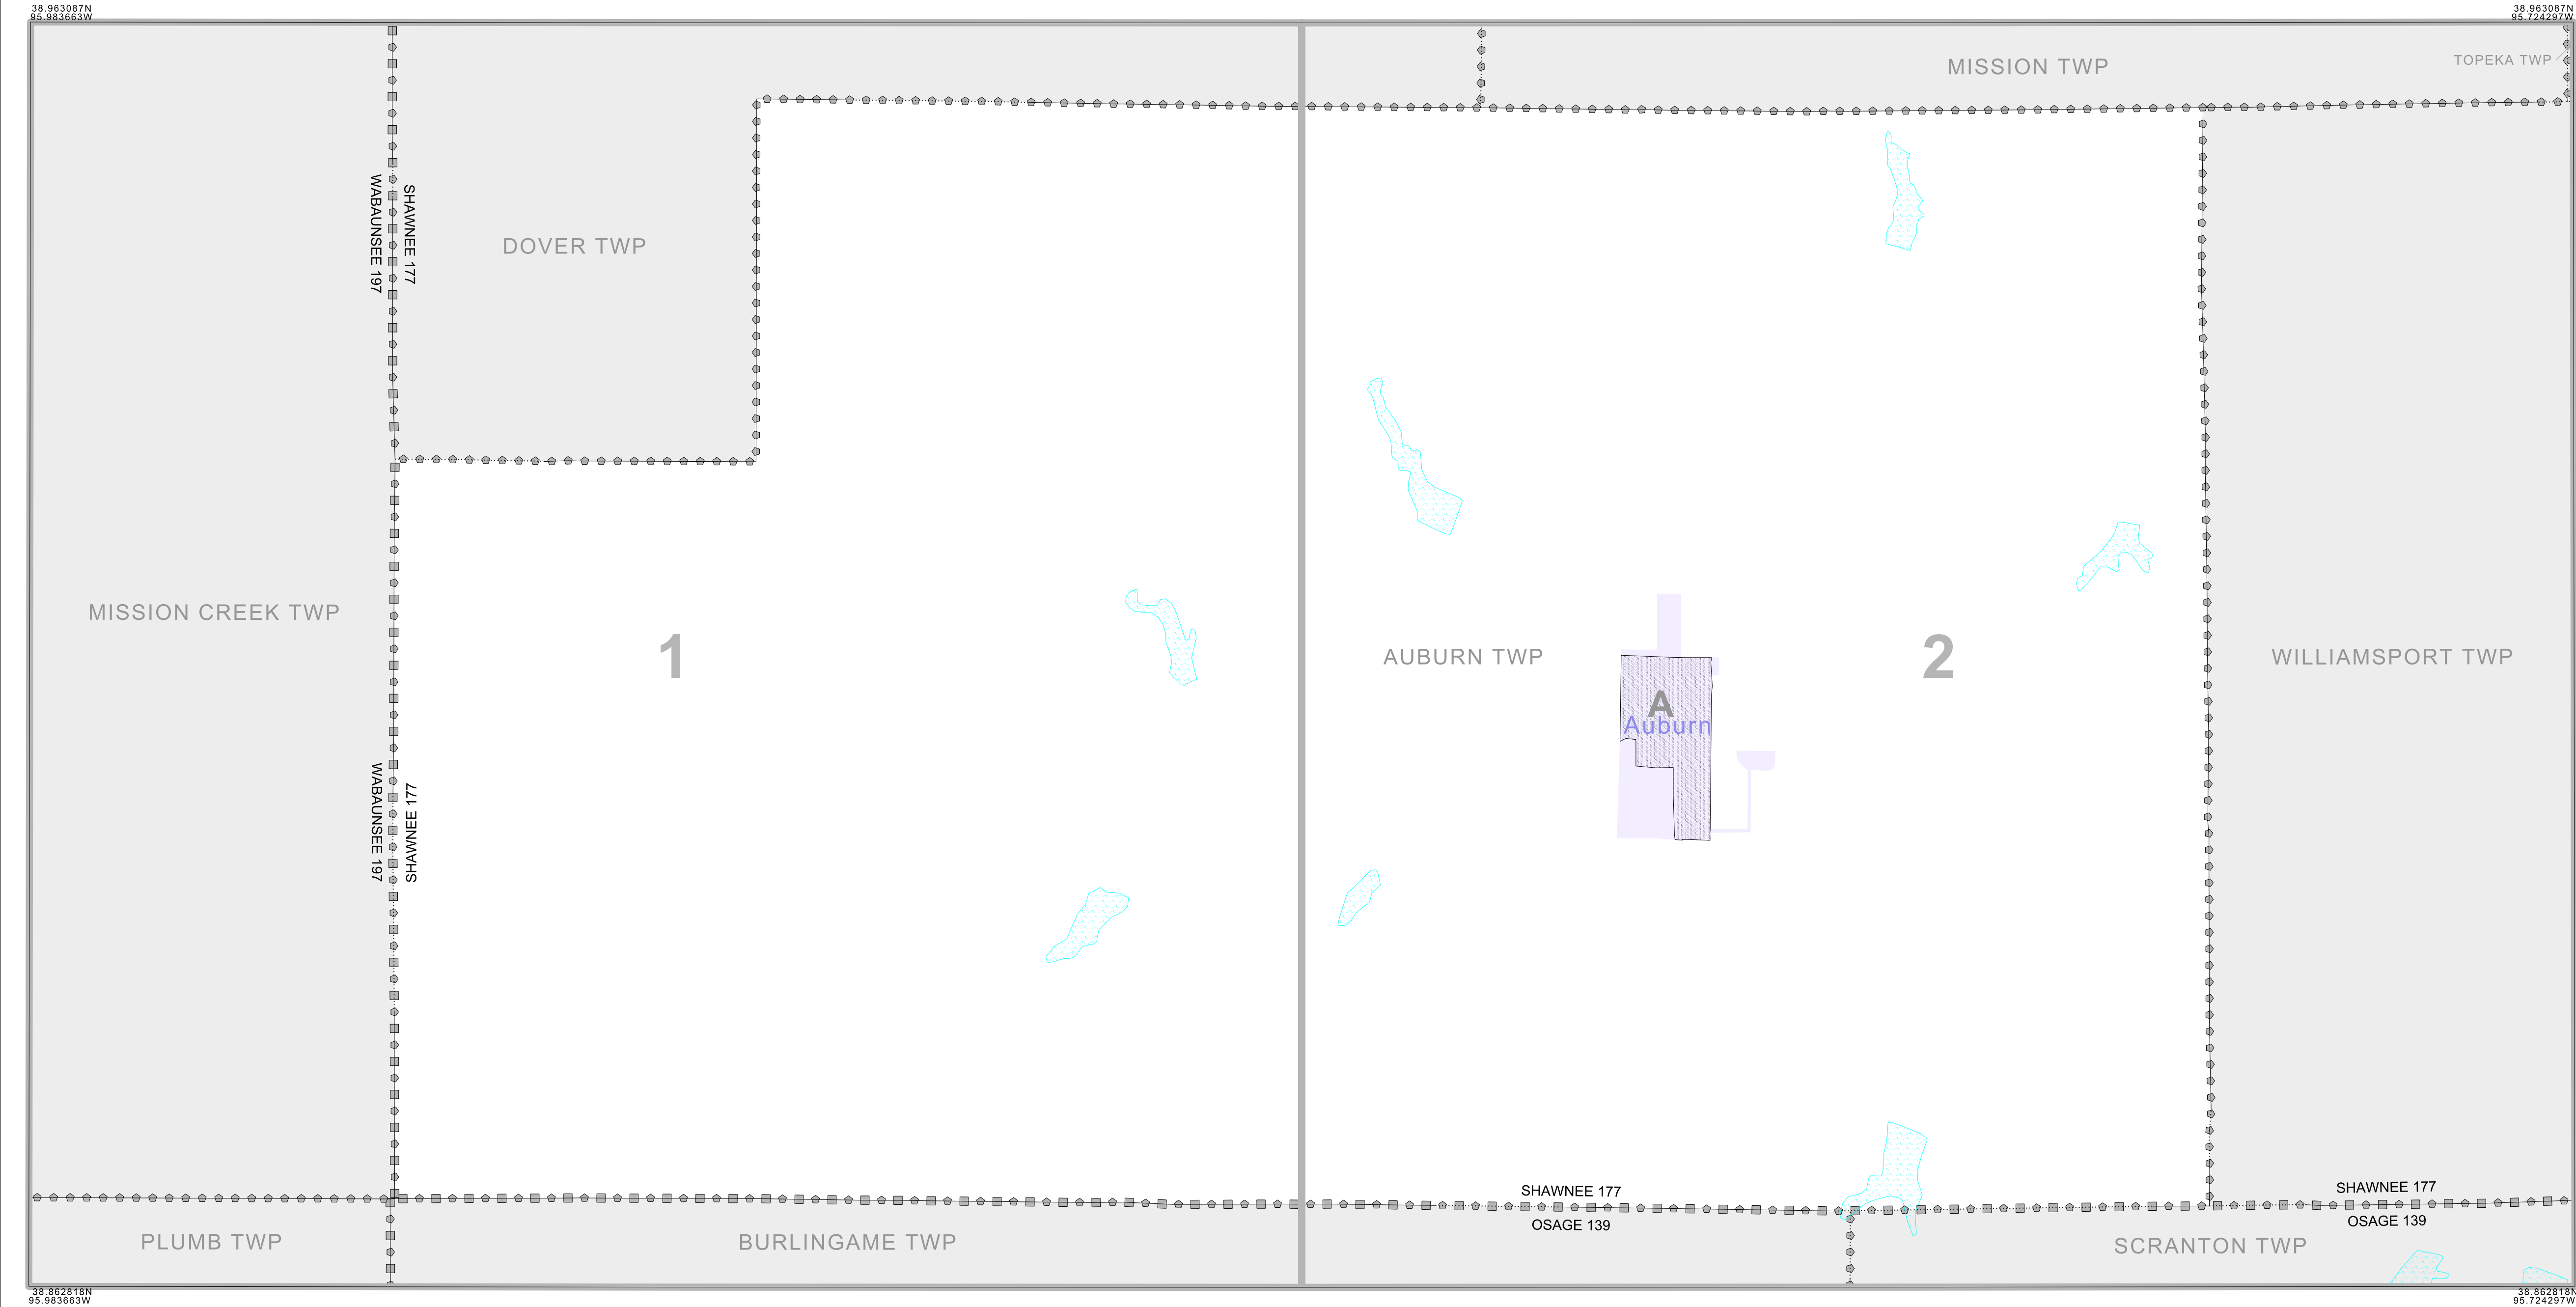 38.963087N
95.983663W
38.963087N
95.724297W
MISSION TWP
TOPEKA TWP
WABAUNSEE 197
SHAWNEE 177
DOVER TWP
MISSION CREEK TWP
1
AUBURN TWP
2
WILLIAMSPORT TWP
A
Auburn
WABAUNSEE 197
SHAWNEE 177
SHAWNEE 177
OSAGE 139
SHAWNEE 177
OSAGE 139
PLUMB TWP
BURLINGAME TWP
SCRANTON TWP
38.862818N
95.983663W
38.862818N
95.724297W